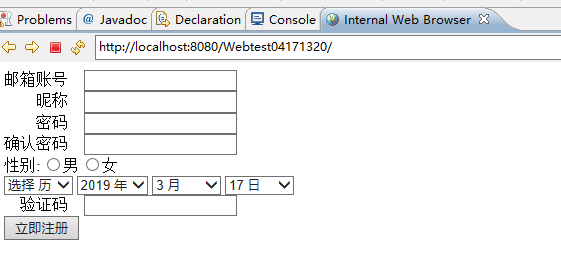 Problems @ Javadoc Declaration Console Internal Web Browser
http://localhost:8080/Webtest04171320/
邮箱账号
昵称
密码
确认密码
性别: 男 女
选择 历 2019 年 3 月 17 日
验证码
立即注册